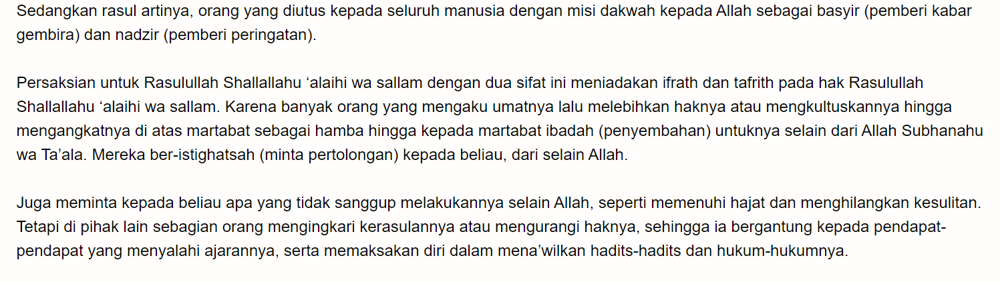 Sedangkan rasul artinya, orang yang diutus kepada seluruh manusia dengan misi dakwah kepada Allah sebagai basyir (pemberi kabar
gembira) dan nadzir (pemberi peringatan).
Persaksian untuk Rasulullah Shallallahu ‘alaihi wa sallam dengan dua sifat ini meniadakan ifrath dan tafrith pada hak Rasulullah
Shallallahu ‘alaihi wa sallam. Karena banyak orang yang mengaku umatnya lalu melebihkan haknya atau mengkultuskannya hingga
mengangkatnya di atas martabat sebagai hamba hingga kepada martabat ibadah (penyembahan) untuknya selain dari Allah Subhanahu
wa Ta’ala. Mereka ber-istighatsah (minta pertolongan) kepada beliau, dari selain Allah.
Juga meminta kepada beliau apa yang tidak sanggup melakukannya selain Allah, seperti memenuhi hajat dan menghilangkan kesulitan.
Tetapi di pihak lain sebagian orang mengingkari kerasulannya atau mengurangi haknya, sehingga ia bergantung kepada pendapat-
pendapat yang menyalahi ajarannya, serta memaksakan diri dalam mena’wilkan hadits-hadits dan hukum-hukumnya.